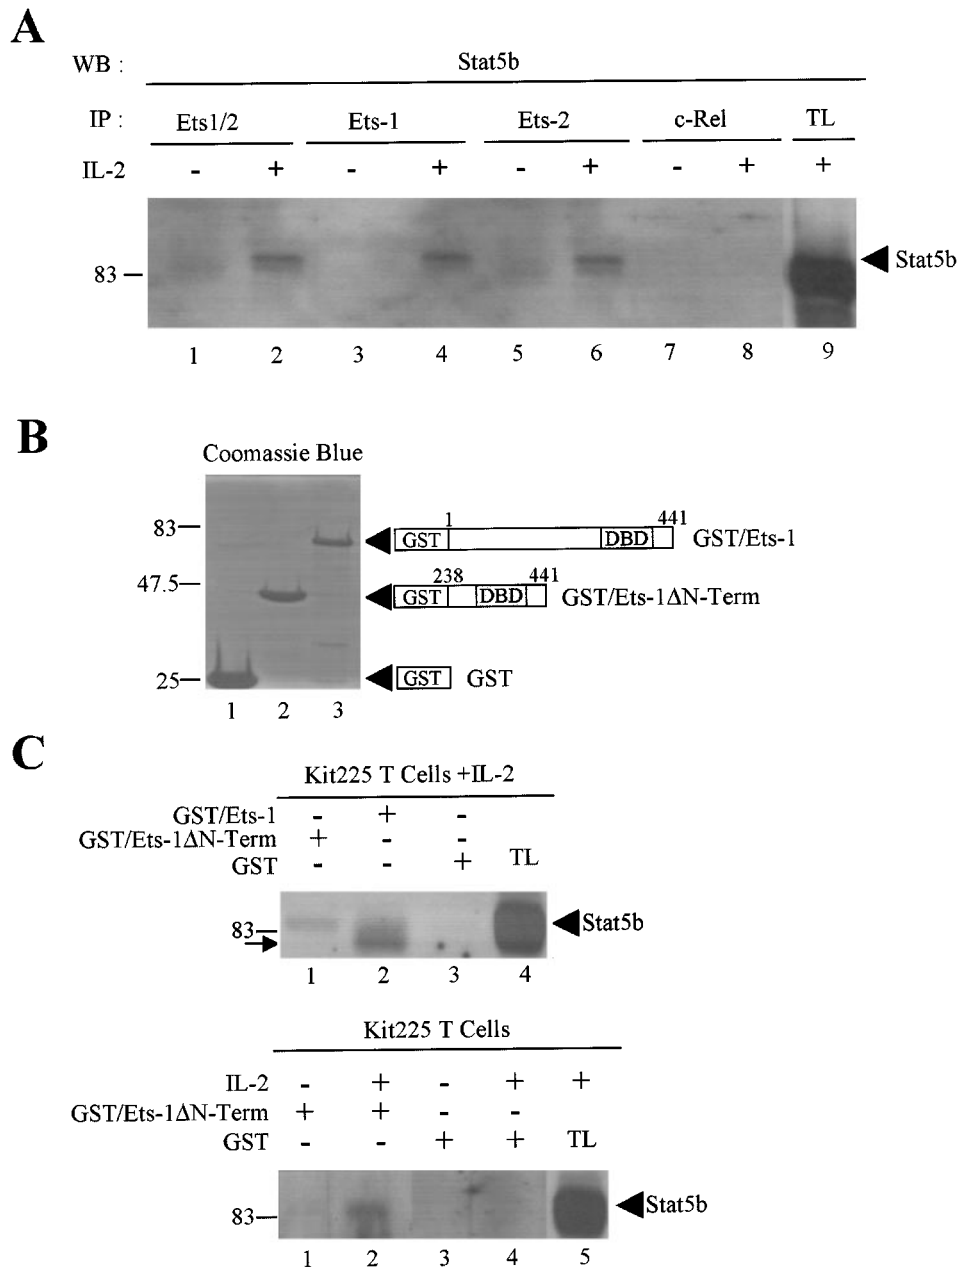 A
WB : Stat5b
IP : Ets1/2 Ets-1 Ets-2 c-Rel TL
IL-2 - + - + - + - + +
83 Stat5b
1 2 3 4 5 6 7 8 9
B
Coomassie Blue
83
1 441
GST DBD GST/Ets-1
47.5
238 441
GST DBD GST/Ets-1ΔN-Term
25 GST GST
1 2 3
C
Kit225 T Cells +IL-2
GST/Ets-1 - + -
GST/Ets-1ΔN-Term + - -
GST - - + TL
83 Stat5b
1 2 3 4
Kit225 T Cells
IL-2 - + - + +
GST/Ets-1ΔN-Term + + - -
GST - - + + TL
83 Stat5b
1 2 3 4 5